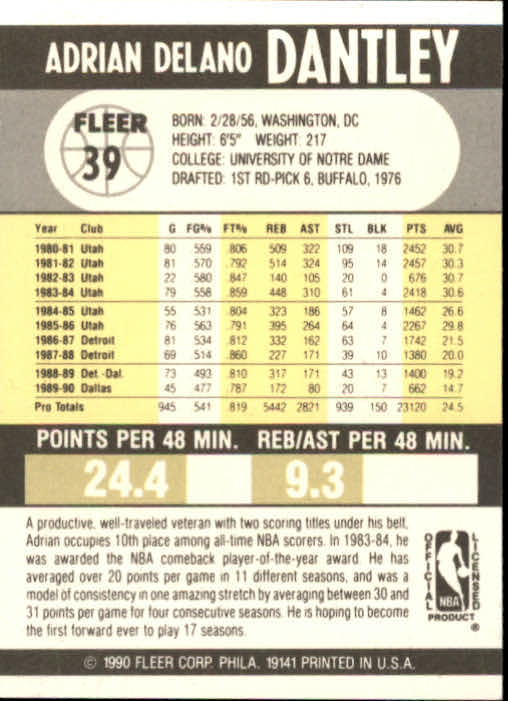 ADRIAN DELANO DANTLEY
FLEER
39
BORN: 2/28/56, WASHINGTON, DC
HEIGHT: 6'5" WEIGHT: 217
COLLEGE: UNIVERSITY OF NOTRE DAME
DRAFTED: 1ST RD-PICK 6, BUFFALO, 1976
Year Club G FG% FT% REB AST STL BLK PTS AVG
1980-81 Utah 80 559 .806 509 322 109 18 2452 30.7
1981-82 Utah 81 570 .792 514 324 95 14 2457 30.3
1982-83 Utah 22 580 .847 140 105 20 0 676 30.7
1983-84 Utah 79 558 .859 448 310 61 4 2418 30.6
1984-85 Utah 55 531 .804 323 186 57 8 1462 26.6
1985-86 Utah 76 563 .791 395 264 64 4 2267 29.8
1986-87 Detroit 81 534 .812 332 162 63 7 1742 21.5
1987-88 Detroit 69 514 .860 227 171 39 10 1380 20.0
1988-89 Det.-Dal. 73 493 .810 317 171 43 13 1400 19.2
1989-90 Dallas 45 477 .787 172 80 20 7 662 14.7
Pro Totals 945 541 .819 5442 2821 939 150 23120 24.5
POINTS PER 48 MIN. REB/AST PER 48 MIN.
24.4 9.3
A productive, well-traveled veteran with two scoring titles under his belt,
Adrian occupies 10th place among all-time NBA scorers. In 1983-84, he
was awarded the NBA comeback player-of-the-year award. He has
averaged over 20 points per game in 11 different seasons, and was a
model of consistency in one amazing stretch by averaging between 30 and
31 points per game for four consecutive seasons. He is hoping to become
the first forward ever to play 17 seasons.
OFFICIAL
LICENSED
NBA
PRODUCT
®
© 1990 FLEER CORP. PHILA. 19141 PRINTED IN U.S.A.